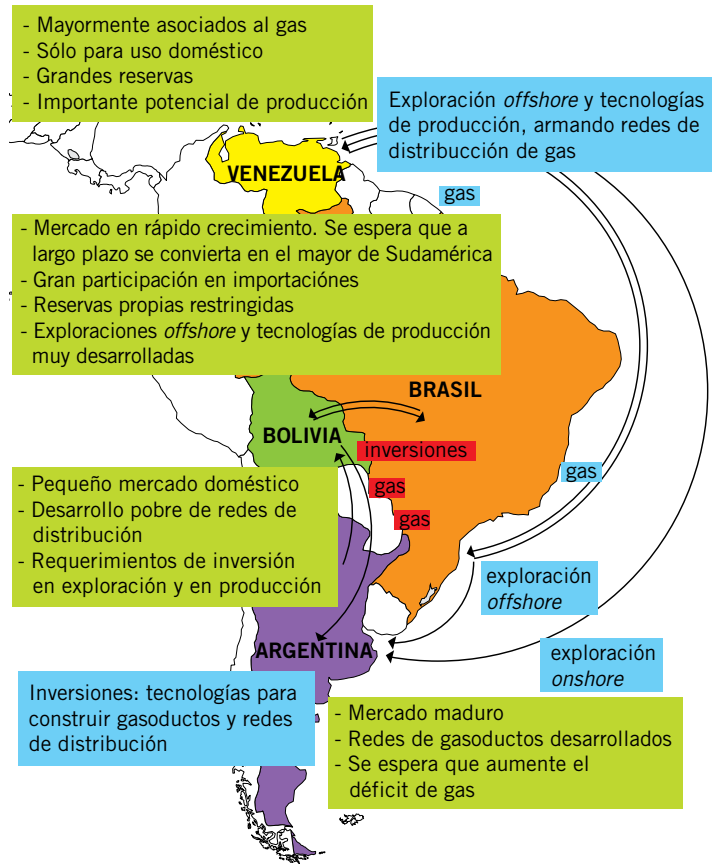 - Mayormente asociados al gas
- Sólo para uso doméstico
- Grandes reservas
- Importante potencial de producción
Exploración offshore y tecnologías
de producción, armando redes de
distribucción de gas
VENEZUELA
gas
- Mercado en rápido crecimiento. Se espera que a
largo plazo se convierta en el mayor de Sudamérica
- Gran participación en importaciónes
- Reservas propias restringidas
- Exploraciones offshore y tecnologías de producción
muy desarrolladas
BRASIL
BOLIVIA
inversiones
gas
gas
gas
- Pequeño mercado doméstico
- Desarrollo pobre de redes de
distribución
- Requerimientos de inversión
en exploración y en producción
exploración
offshore
ARGENTINA
exploración
onshore
Inversiones: tecnologías para
construir gasoductos y redes
de distribución
- Mercado maduro
- Redes de gasoductos desarrollados
- Se espera que aumente el
déficit de gas